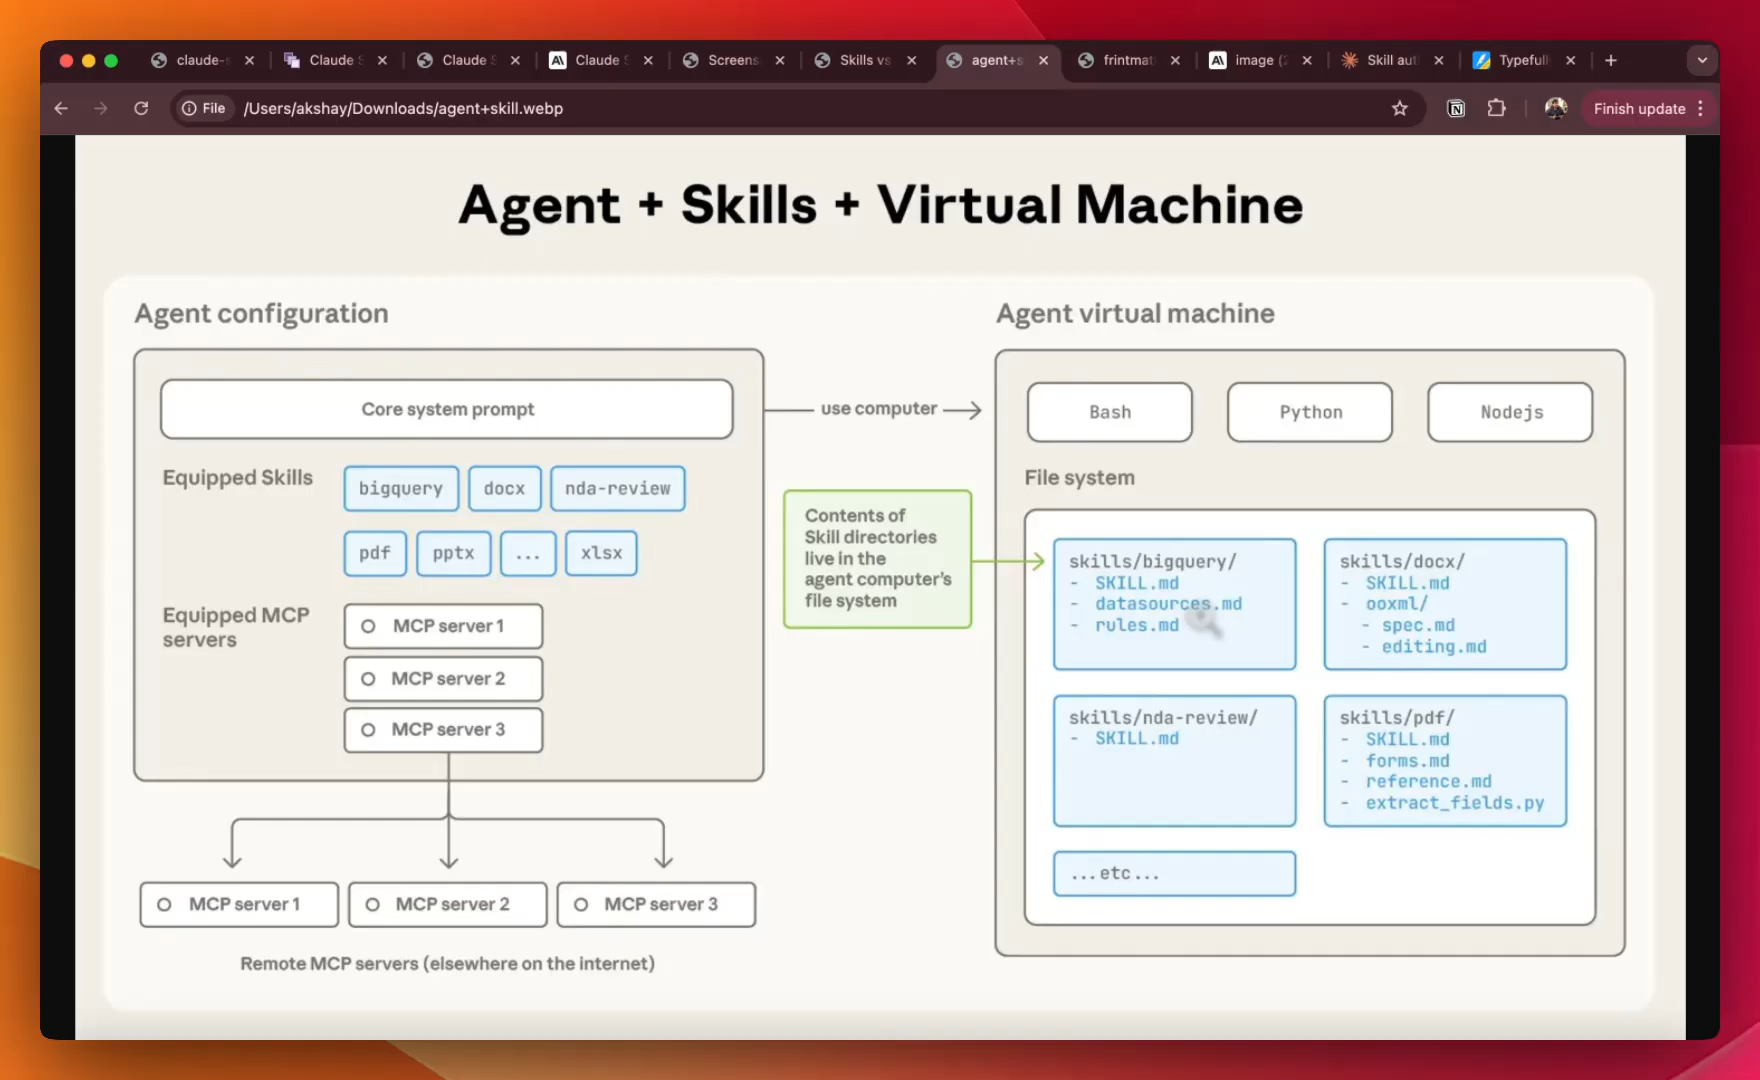 claude-
Claude
Claude
Claude
Screens
Skills vs
agent+s
frintmat
image (
Skill aut
Typefull
File /Users/akshay/Downloads/agent+skill.webp
Finish update
Agent + Skills + Virtual Machine
Agent configuration
Core system prompt
Equipped Skills
bigquery docx nda-review
pdf pptx ... xlsx
Equipped MCP
servers
MCP server 1
MCP server 2
MCP server 3
MCP server 1 MCP server 2 MCP server 3
Remote MCP servers (elsewhere on the internet)
use computer
Contents of
Skill directories
live in the
agent computer's
file system
Agent virtual machine
Bash Python Nodejs
File system
skills/bigquery/
- SKILL.md
- datasources.md
- rules.md
skills/docx/
- SKILL.md
- ooxml/
- spec.md
- editing.md
skills/nda-review/
- SKILL.md
skills/pdf/
- SKILL.md
- forms.md
- reference.md
- extract_fields.py
...etc...